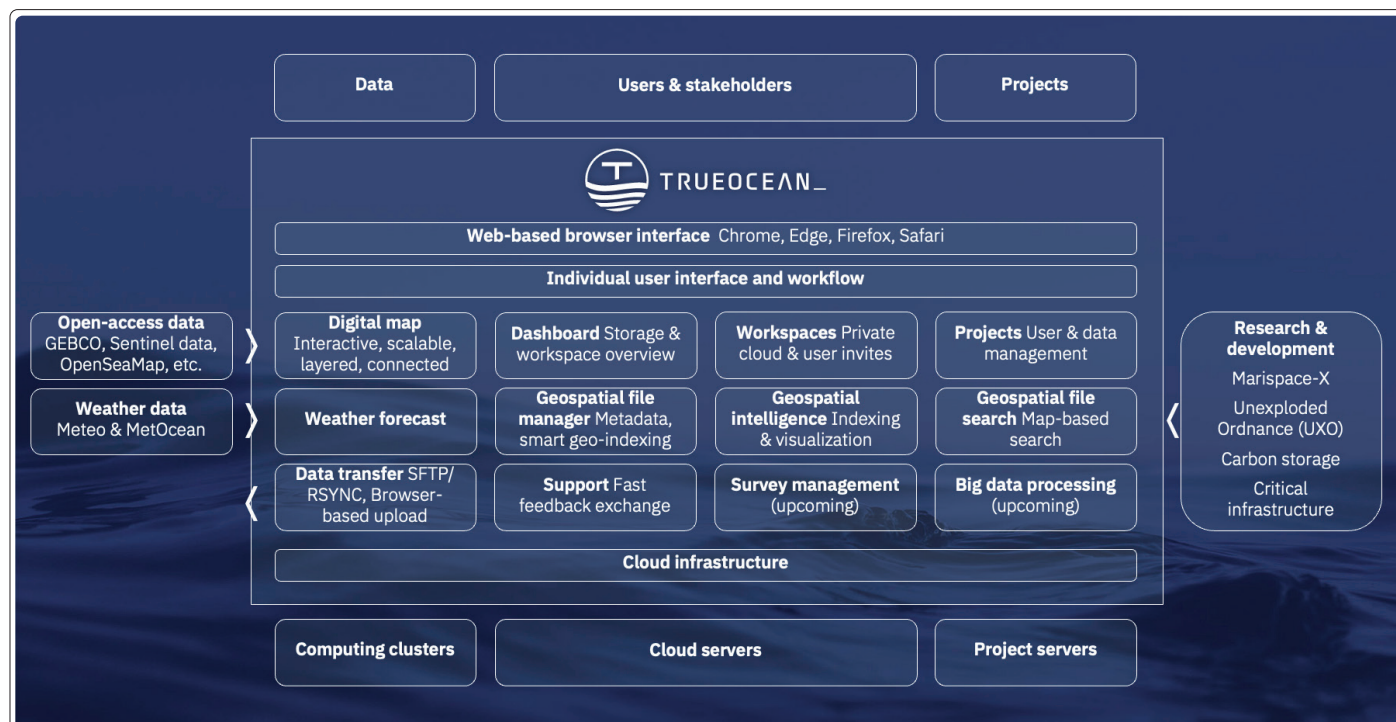 Data
Users & stakeholders
Projects
TRUEOCEAN_
Web-based browser interface Chrome, Edge, Firefox, Safari
Individual user interface and workflow
Open-access data
GEBCO, Sentinel data,
OpenSeaMap, etc.
Weather data
Meteo & MetOcean
Digital map
Interactive, scalable,
layered, connected
Dashboard Storage &
workspace overview
Workspaces Private
cloud & user invites
Projects User & data
management
Weather forecast
Geospatial file
manager Metadata,
smart geo-indexing
Geospatial
intelligence Indexing
& visualization
Geospatial file
search Map-based
search
Data transfer SFTP/
RSYNC, Browser-
based upload
Support Fast
feedback exchange
Survey management
(upcoming)
Big data processing
(upcoming)
Research &
development
Marispace-X
Unexploded
Ordnance (UXO)
Carbon storage
Critical
infrastructure
Cloud infrastructure
Computing clusters
Cloud servers
Project servers